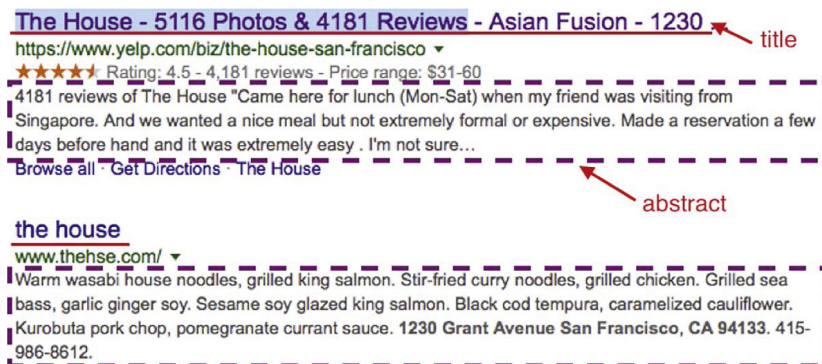 The House - 5116 Photos & 4181 Reviews - Asian Fusion - 1230
title
https://www.yelp.com/biz/the-house-san-francisco
Rating: 4.5 - 4,181 reviews - Price range: $31-60
4181 reviews of The House "Came here for lunch (Mon-Sat) when my friend was visiting from
Singapore. And we wanted a nice meal but not extremely formal or expensive. Made a reservation a few
days before hand and it was extremely easy . I'm not sure...
Browse all · Get Directions · The House
abstract
the house
www.thehse.com/
Warm wasabi house noodles, grilled king salmon. Stir-fried curry noodles, grilled chicken. Grilled sea
bass, garlic ginger soy. Sesame soy glazed king salmon. Black cod tempura, caramelized cauliflower.
Kurobuta pork chop, pomegranate currant sauce. 1230 Grant Avenue San Francisco, CA 94133. 415-
986-8612.